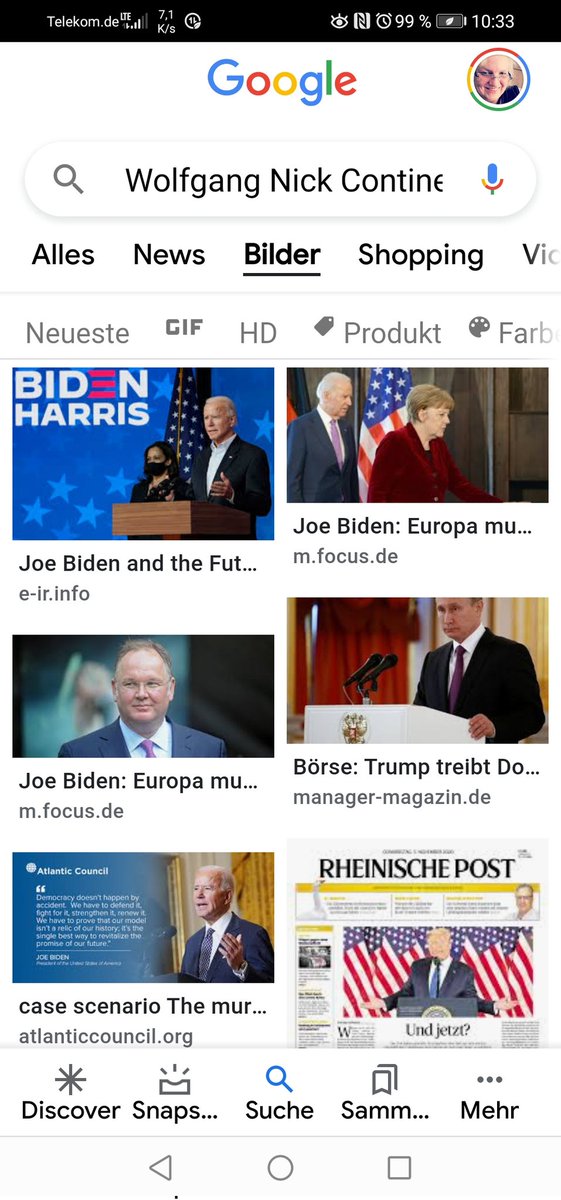 Telekom.de LTE 7,1 K/s 99 % 10:33
Google
Wolfgang Nick Contine
Alles News Bilder Shopping Vic
Neueste GIF HD Produkt Farbe
BIDEN
HARRIS
Joe Biden and the Fut...
e-ir.info
Joe Biden: Europa mu...
m.focus.de
Joe Biden: Europa mu...
m.focus.de
Börse: Trump treibt Do...
manager-magazin.de
Atlantic Council
Democracy doesn't happen by
accident. We have to defend it,
fight for it, strengthen it, renew it.
We have to prove that our model
isn't a relic of our history; it's the
single best way to revitalize the
promise of our future."
JOE BIDEN
President of the United States of America
case scenario The mur...
atlanticcouncil.org
DONNERSTAG, 5. NOVEMBER 2020
RHEINISCHE POST
Und jetzt?
Discover Snaps... Suche Samm... Mehr